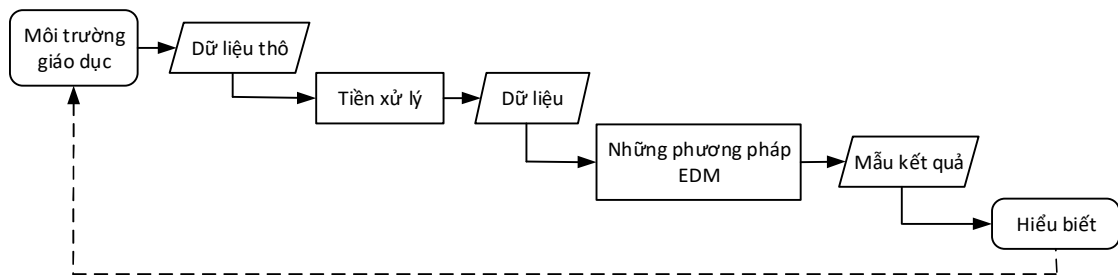 Môi trường
giáo dục
Dữ liệu thô
Tiền xử lý
Dữ liệu
Những phương pháp
EDM
Mẫu kết quả
Hiểu biết